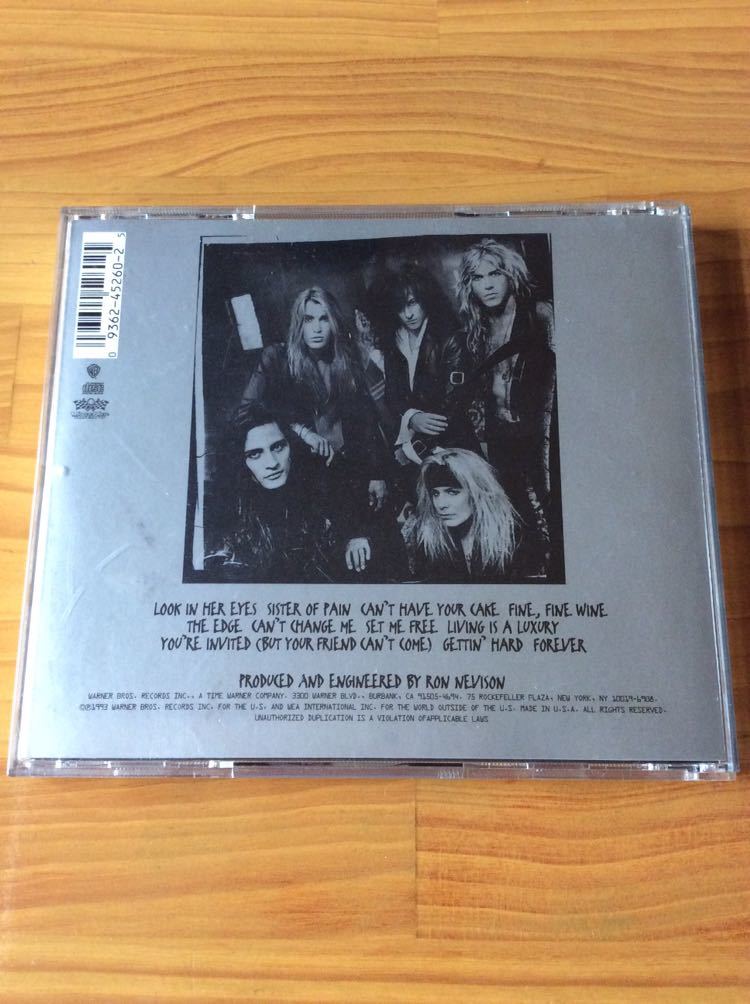 0 9362-45260-2 5
LOOK IN HER EYES SISTER OF PAIN CAN'T HAVE YOUR CAKE FINE, FINE WINE
THE EDGE CAN'T CHANGE ME SET ME FREE LIVING IS A LUXURY
YOU'RE INVITED (BUT YOUR FRIEND CAN'T COME) GETTIN' HARD FOREVER
PRODUCED AND ENGINEERED BY RON NEVISON
WARNER BROS. RECORDS INC., A TIME WARNER COMPANY. 3300 WARNER BLVD., BURBANK, CA 91505-4694. 75 ROCKEFELLER PLAZA, NEW YORK, NY 10019-6908.
©℗1993 WARNER BROS. RECORDS INC. FOR THE U.S. AND WEA INTERNATIONAL INC. FOR THE WORLD OUTSIDE OF THE U.S. MADE IN U.S.A. ALL RIGHTS RESERVED.
UNAUTHORIZED DUPLICATION IS A VIOLATION OFAPPLICABLE LAWS